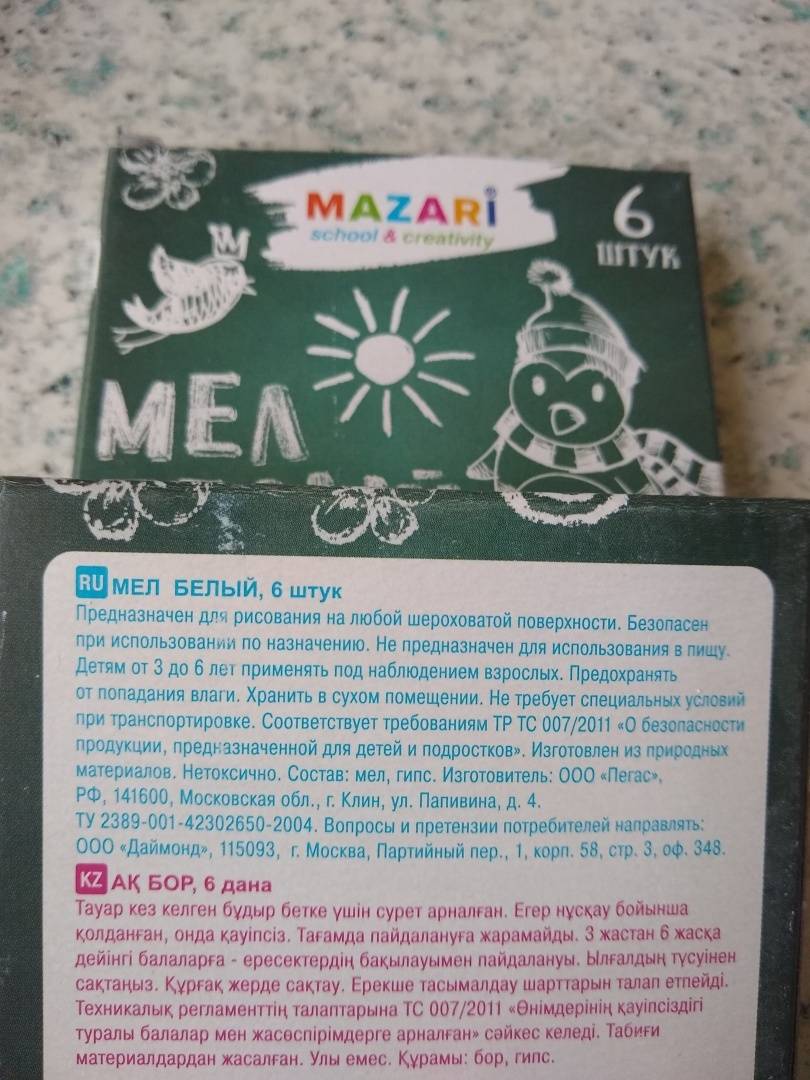 MAZARi
school & creativity
6
ШТУК
МЕЛ
RU МЕЛ БЕЛЫЙ, 6 штук
Предназначен для рисования на любой шероховатой поверхности. Безопасен
при использовании по назначению. Не предназначен для использования в пищу.
Детям от 3 до 6 лет применять под наблюдением взрослых. Предохранять
от попадания влаги. Хранить в сухом помещении. Не требует специальных условий
при транспортировке. Соответствует требованиям ТР ТС 007/2011 «О безопасности
продукции, предназначенной для детей и подростков». Изготовлен из природных
материалов. Нетоксично. Состав: мел, гипс. Изготовитель: ООО «Пегас»,
РФ, 141600, Московская обл., г. Клин, ул. Папивина, д. 4.
ТУ 2389-001-42302650-2004. Вопросы и претензии потребителей направлять:
ООО «Даймонд», 115093, г. Москва, Партийный пер., 1, корп. 58, стр. 3, оф. 348.
KZ АҚ БОР, 6 дана
Тауар кез келген бұдыр бетке үшін сурет арналған. Егер нұсқау бойынша
қолданған, онда қауіпсіз. Тағамда пайдалануға жарамайды. 3 жастан 6 жасқа
дейінгі балаларға - ересектердің бақылауымен пайдалануы. Ылғалдың түсуінен
сақтаңыз. Құрғақ жерде сақтау. Ерекше тасымалдау шарттарын талап етпейді.
Техникалық регламенттің талаптарына ТС 007/2011 «Өнімдерінің қауіпсіздігі
туралы балалар мен жасөспірімдерге арналған» сәйкес келеді. Табиғи
материалдардан жасалған. Улы емес. Құрамы: бор, гипс.